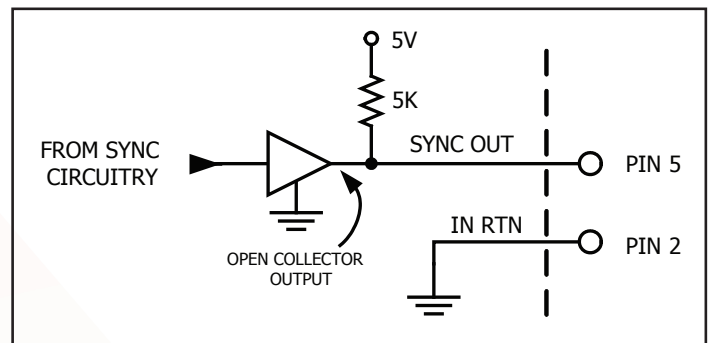 5V
5K
FROM SYNC
CIRCUITRY
SYNC OUT
PIN 5
OPEN COLLECTOR
OUTPUT
IN RTN
PIN 2